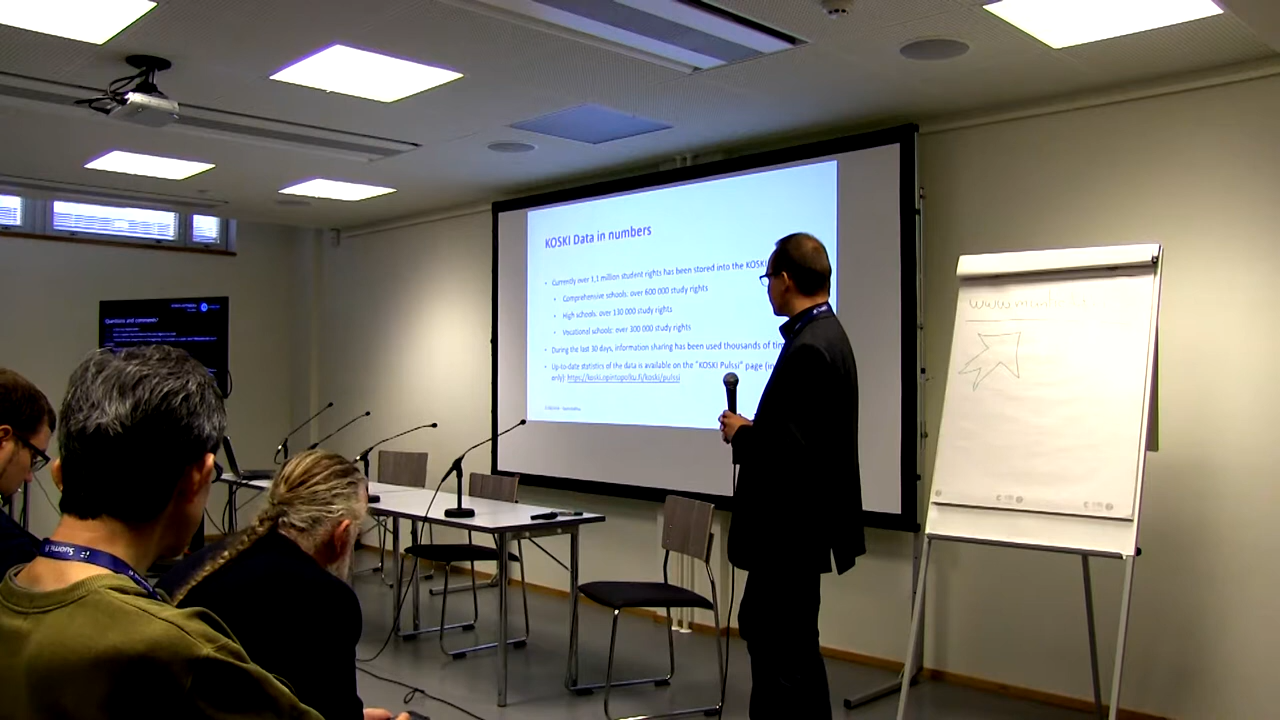 KOSKI Data in numbers
• Currently over 1,1 million student rights has been stored into the KOSKI
• Comprehensive schools: over 600 000 study rights
• High schools: over 130 000 study rights
• Vocational schools: over 300 000 study rights
• During the last 30 days, information sharing has been used thousands of
• Up-to-date statistics of the data is available on the "KOSKI Pulssi" page
only) https://koski.opintopolku.fi/koski/pulssi
Questions and comments?
Suomi.fi